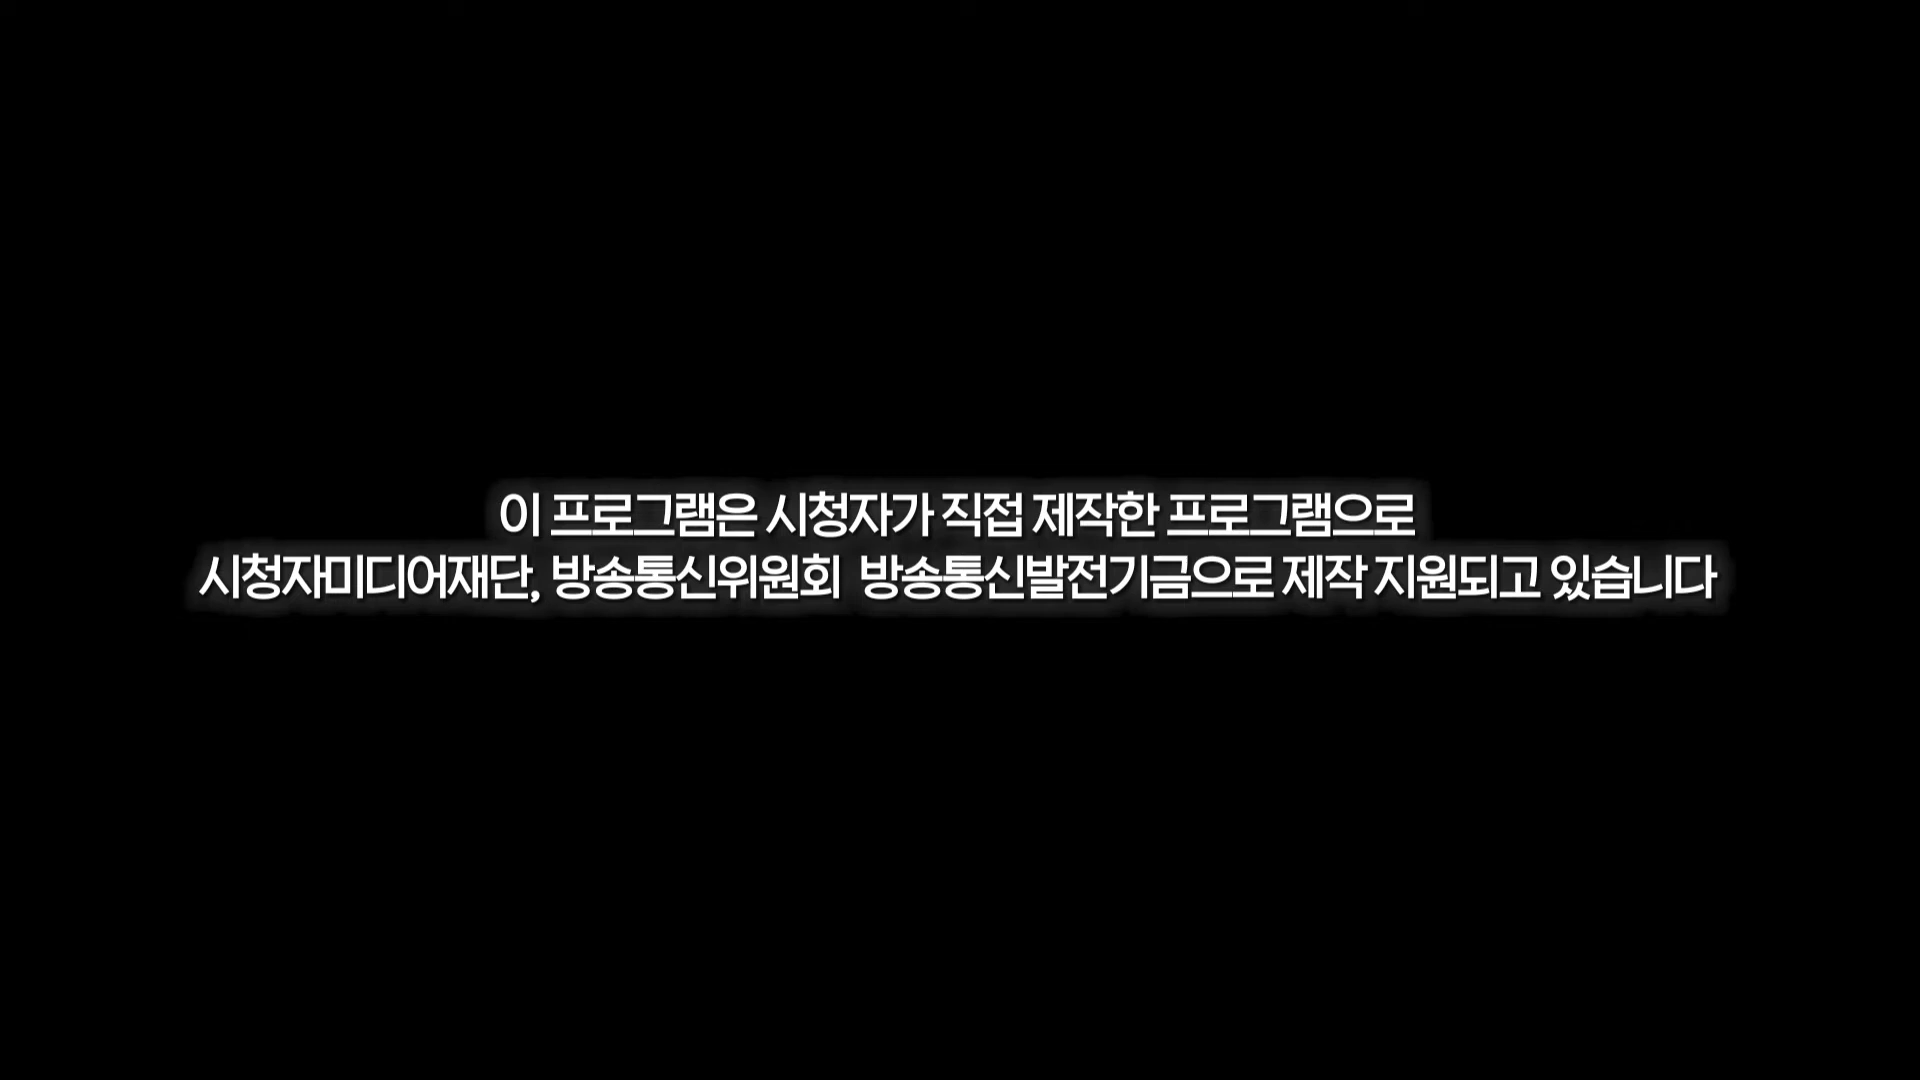 이 프로그램은 시청자가 직접 제작한 프로그램으로
시청자미디어재단, 방송통신위원회 방송통신발전기금으로 제작 지원되고 있습니다